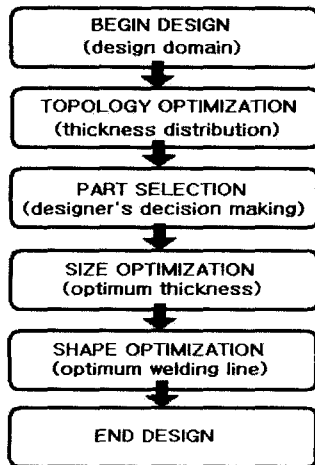 BEGIN DESIGN
(design domain)
TOPOLOGY OPTIMIZATION
(thickness distribution)
PART SELECTION
(designer's decision making)
SIZE OPTIMIZATION
(optimum thickness)
SHAPE OPTIMIZATION
(optimum welding line)
END DESIGN